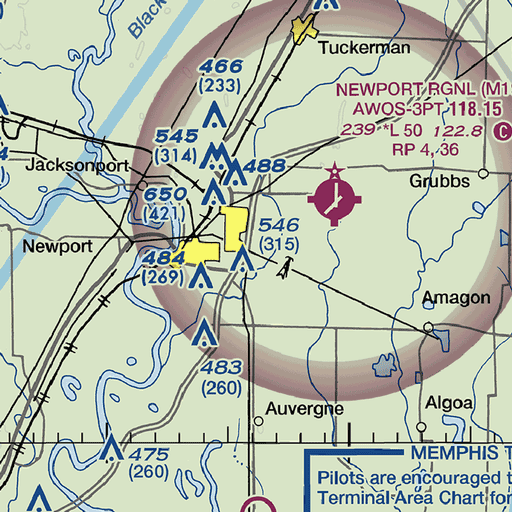 Black
Tuckerman
466
(233)
NEWPORT RGNL (M1
AWOS-3PT 118.15
239 *L 50 122.8 C
RP 4, 36
545
(314)
488
Jacksonport
Grubbs
650
(421)
546
(315)
Newport
484
(269)
Amagon
483
(260)
Auvergne
Algoa
475
(260)
MEMPHIS T
Pilots are encouraged t
Terminal Area Chart for